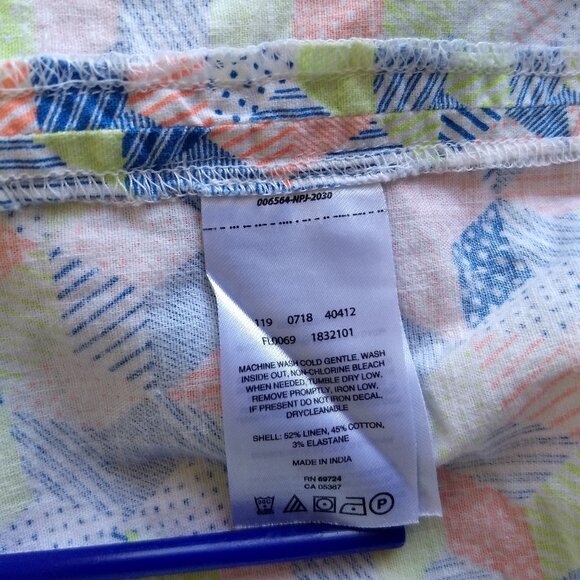 006564-NPJ-2030
119 0718 40412
FL0069 1832101
MACHINE WASH COLD GENTLE, WASH
INSIDE OUT, NON-CHLORINE BLEACH
WHEN NEEDED, TUMBLE DRY LOW,
REMOVE PROMPTLY, IRON LOW,
IF PRESENT DO NOT IRON DECAL,
DRYCLEANABLE
SHELL: 52% LINEN, 45% COTTON,
3% ELASTANE
MADE IN INDIA
RN 69724
CA 05367
P